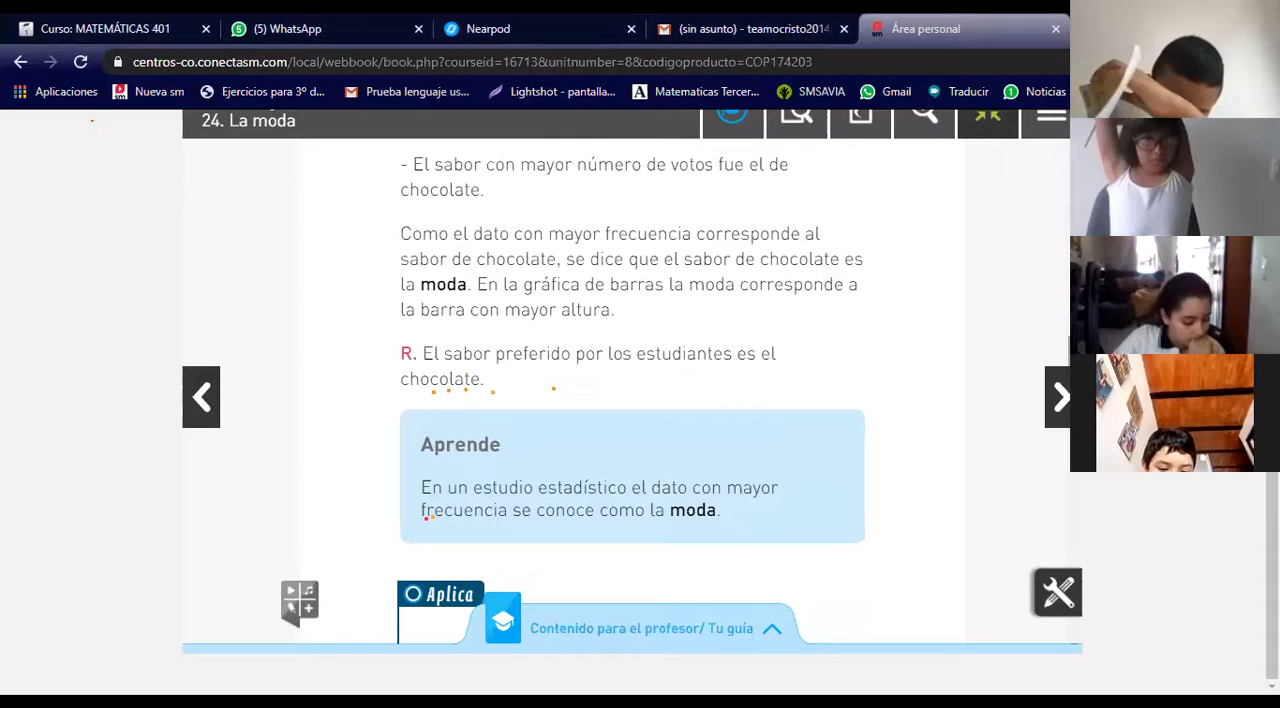 Curso: MATEMÁTICAS 401
(5) WhatsApp
Nearpod
(sin asunto) - teamocristo2014
Área personal
centros-co.conectasm.com/local/webbook/book.php?courseid=16713&unitnumber=8&codigoproducto=COP174203
Aplicaciones
Nueva sm
Ejercicios para 3º d...
Prueba lenguaje us...
Lightshot - pantalla...
Matematicas Tercer...
SMSAVIA
Gmail
Traducir
Noticias
24. La moda
- El sabor con mayor número de votos fue el de
chocolate.
Como el dato con mayor frecuencia corresponde al
sabor de chocolate, se dice que el sabor de chocolate es
la moda. En la gráfica de barras la moda corresponde a
la barra con mayor altura.
R. El sabor preferido por los estudiantes es el
chocolate.
Aprende
En un estudio estadístico el dato con mayor
frecuencia se conoce como la moda.
Aplica
Contenido para el profesor/ Tu guía